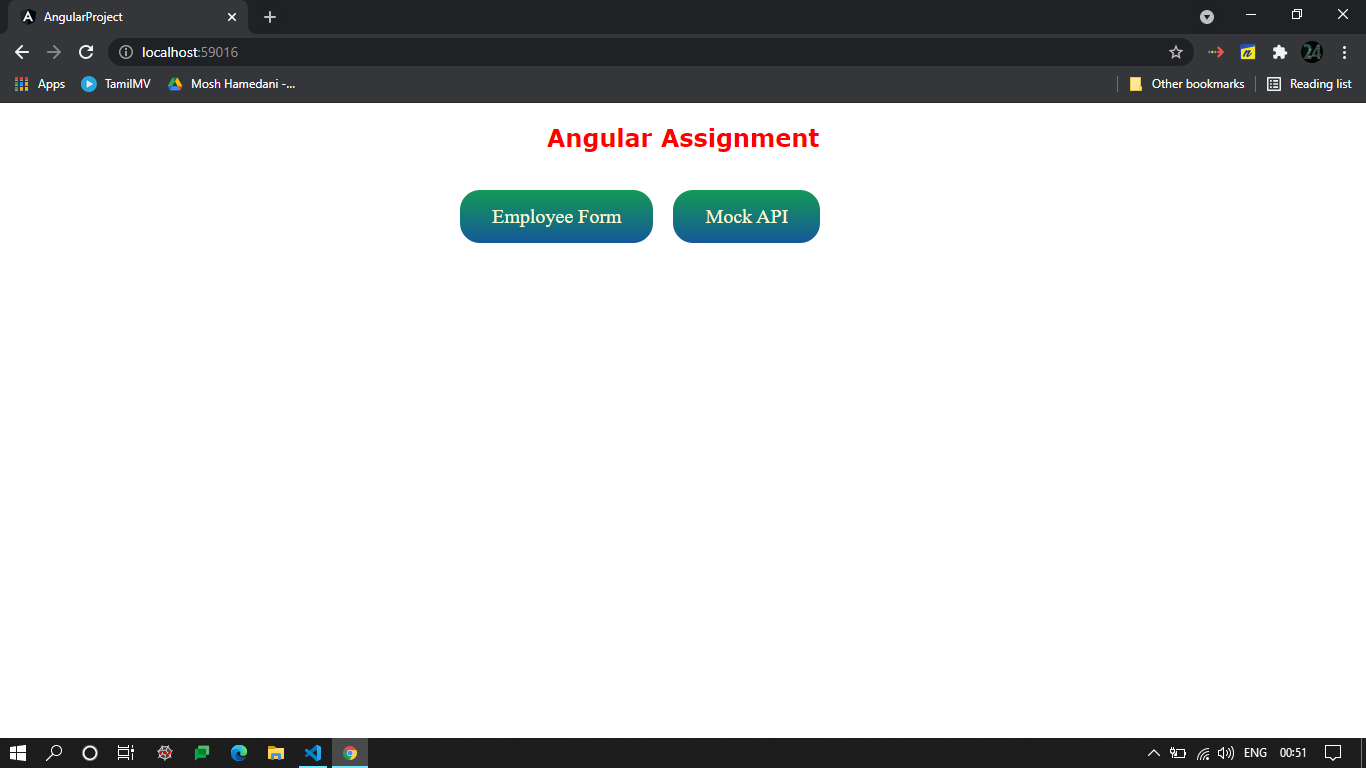 AngularProject
localhost:59016
Apps TamilMV Mosh Hamedani -... Other bookmarks Reading list
Angular Assignment
Employee Form Mock API
ENG 00:51